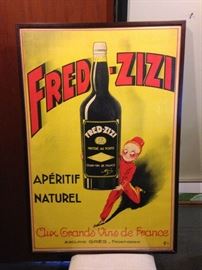 FRED-ZIZI
FRED-ZIZI
APÉRITIF
NATUREL
Aux Grands Vins de France